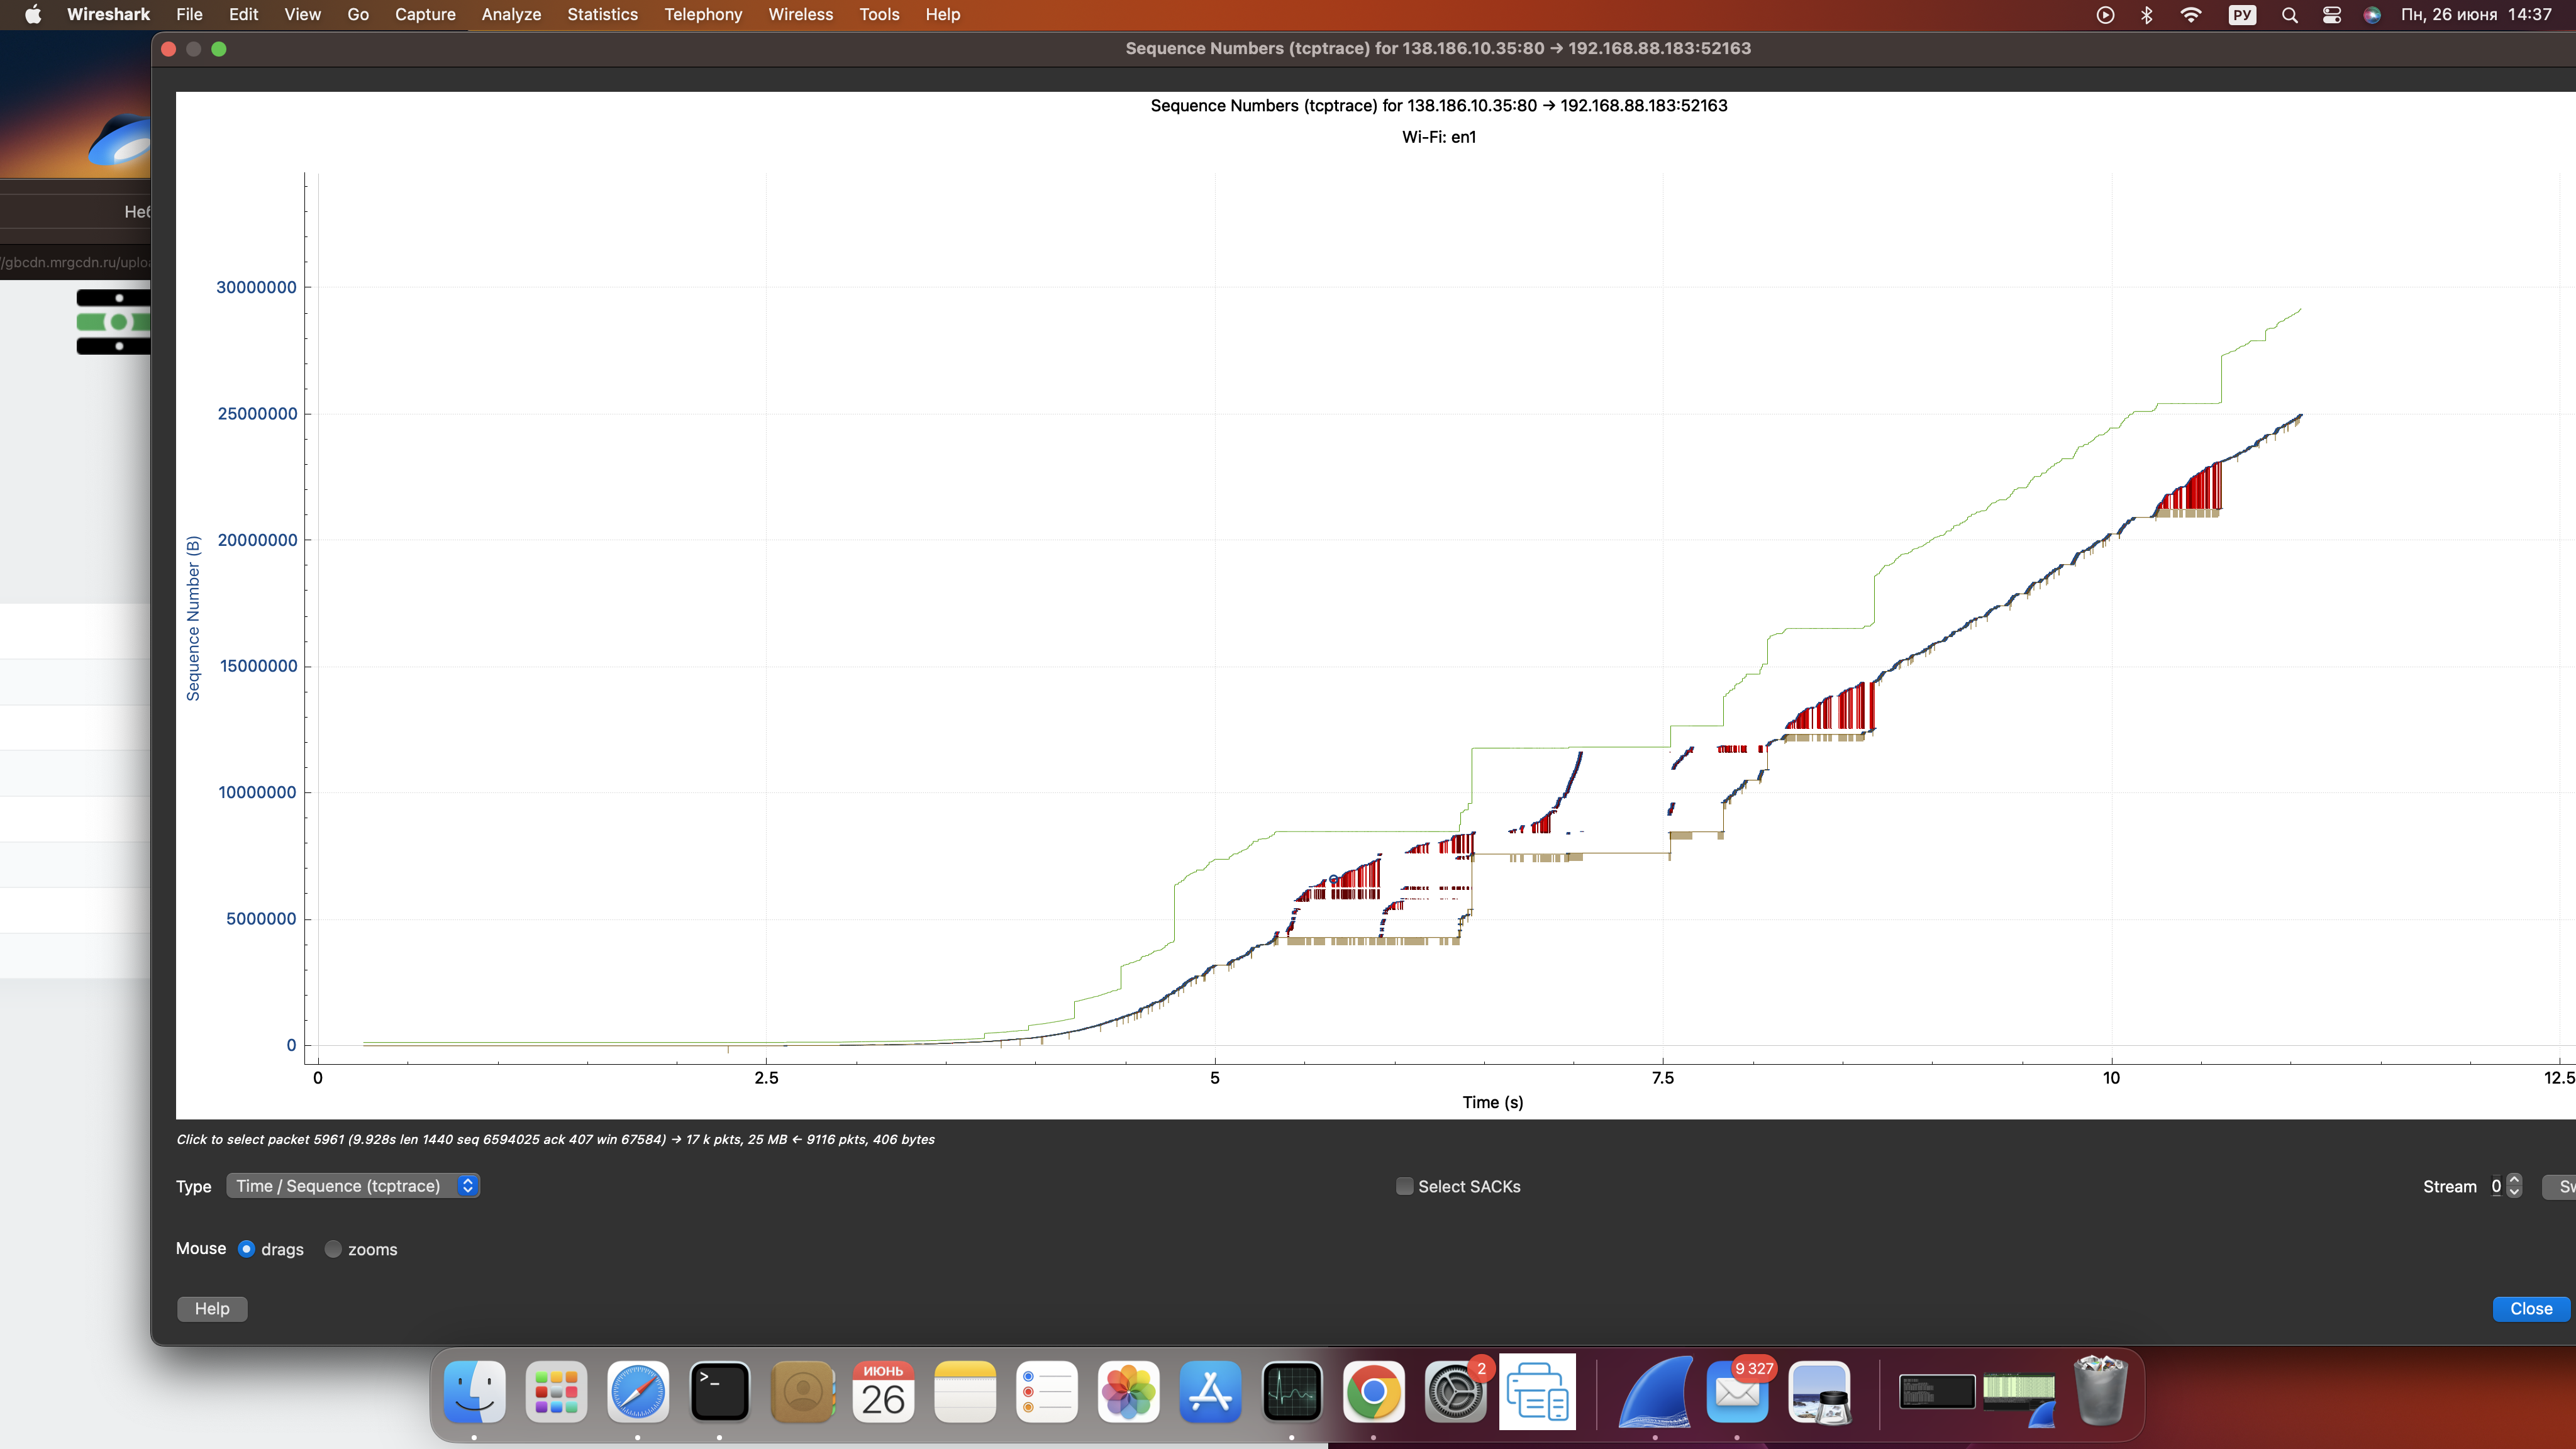 Wireshark File Edit View Go Capture Analyze Statistics Telephony Wireless Tools Help РУ Пн, 26 июня 14:37
Sequence Numbers (tcptrace) for 138.186.10.35:80 → 192.168.88.183:52163
Sequence Numbers (tcptrace) for 138.186.10.35:80 → 192.168.88.183:52163
Wi-Fi: en1
Неб
//gbcdn.mrgcdn.ru/uploa
30000000
25000000
20000000
15000000
10000000
5000000
0
Sequence Number (B)
0 2.5 5 7.5 10 12.5
Time (s)
Click to select packet 5961 (9.928s len 1440 seq 6594025 ack 407 win 67584) → 17 k pkts, 25 MB ← 9116 pkts, 406 bytes
Type Time / Sequence (tcptrace) Select SACKs Stream 0 Sw
Mouse drags zooms
Help Close
ИЮНЬ
26
2
9 327